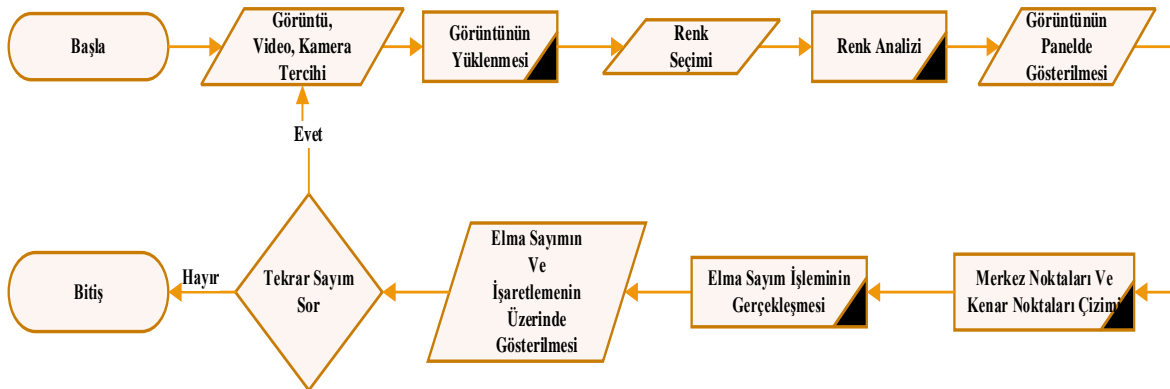 Başla
Görüntü,
Video, Kamera
Tercihi
Görüntünün
Yüklenmesi
Renk
Seçimi
Renk Analizi
Görüntünün
Panelde
Gösterilmesi
Evet
Merkez Noktaları Ve
Kenar Noktaları Çizimi
Elma Sayım İşleminin
Gerçekleşmesi
Elma Sayımın
Ve
İşaretlemenin
Üzerinde
Gösterilmesi
Tekrar Sayım
Sor
Hayır
Bitiş